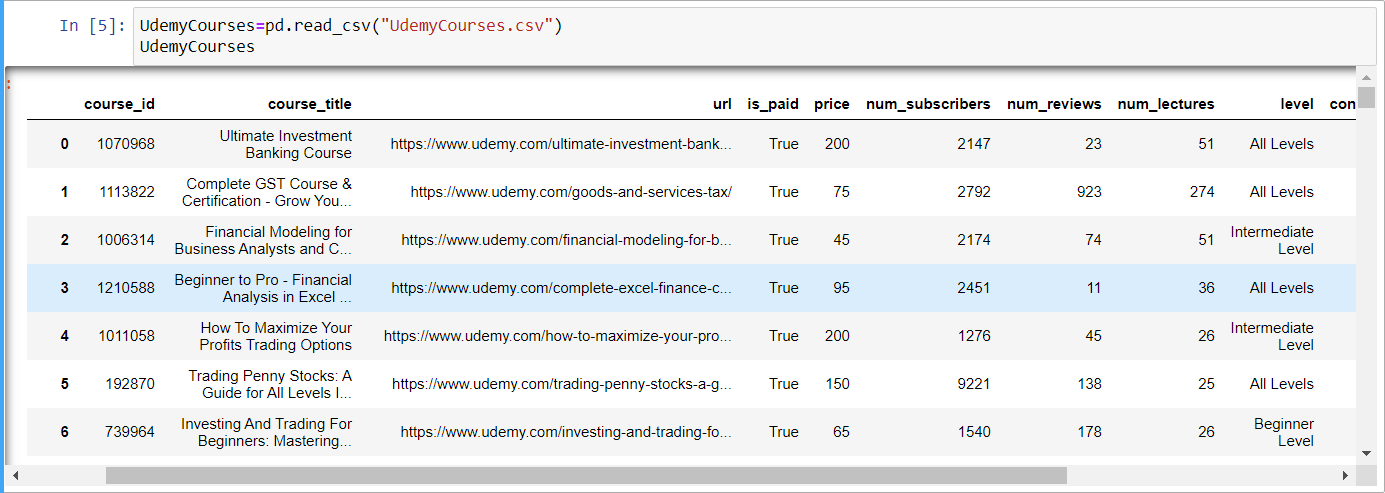 In [5]: UdemyCourses=pd.read_csv("UdemyCourses.csv")
UdemyCourses
:
course_id course_title url is_paid price num_subscribers num_reviews num_lectures level con
0 1070968 Ultimate Investment Banking Course https://www.udemy.com/ultimate-investment-bank... True 200 2147 23 51 All Levels
1 1113822 Complete GST Course & Certification - Grow You... https://www.udemy.com/goods-and-services-tax/ True 75 2792 923 274 All Levels
2 1006314 Financial Modeling for Business Analysts and C... https://www.udemy.com/financial-modeling-for-b... True 45 2174 74 51 Intermediate Level
3 1210588 Beginner to Pro - Financial Analysis in Excel ... https://www.udemy.com/complete-excel-finance-c... True 95 2451 11 36 All Levels
4 1011058 How To Maximize Your Profits Trading Options https://www.udemy.com/how-to-maximize-your-pro... True 200 1276 45 26 Intermediate Level
5 192870 Trading Penny Stocks: A Guide for All Levels I... https://www.udemy.com/trading-penny-stocks-a-g... True 150 9221 138 25 All Levels
6 739964 Investing And Trading For Beginners: Mastering... https://www.udemy.com/investing-and-trading-fo... True 65 1540 178 26 Beginner Level